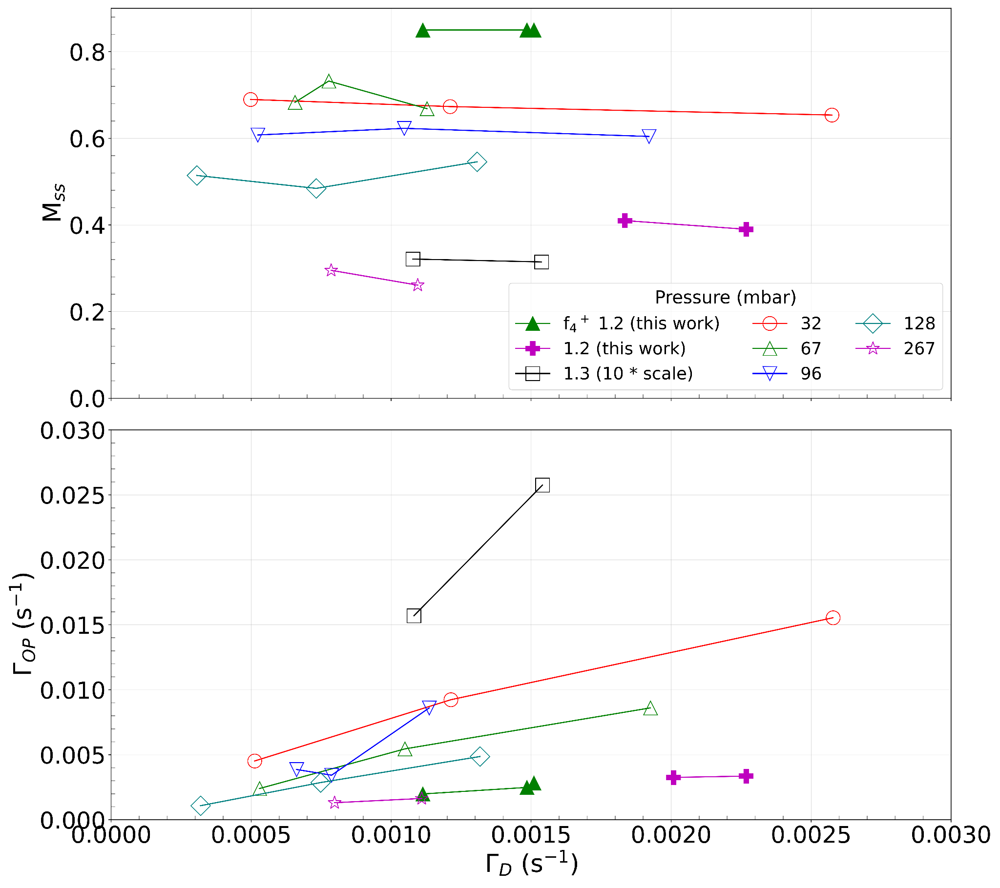 0.8
0.6
0.4
0.2
0.0
M_ss
Pressure (mbar)
f₄⁺ 1.2 (this work)
1.2 (this work)
1.3 (10 * scale)
32
67
96
128
267
0.030
0.025
0.020
0.015
0.010
0.005
0.000
Γ_OP (s⁻¹)
0.0000 0.0005 0.0010 0.0015 0.0020 0.0025 0.0030
Γ_D (s⁻¹)